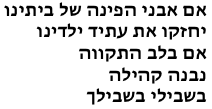 אם אבני הפינה של ביתינו
יחזקו את עתיד ילדינו
אם בלב התקווה
נבנה קהילה
בשבילי בשבילך